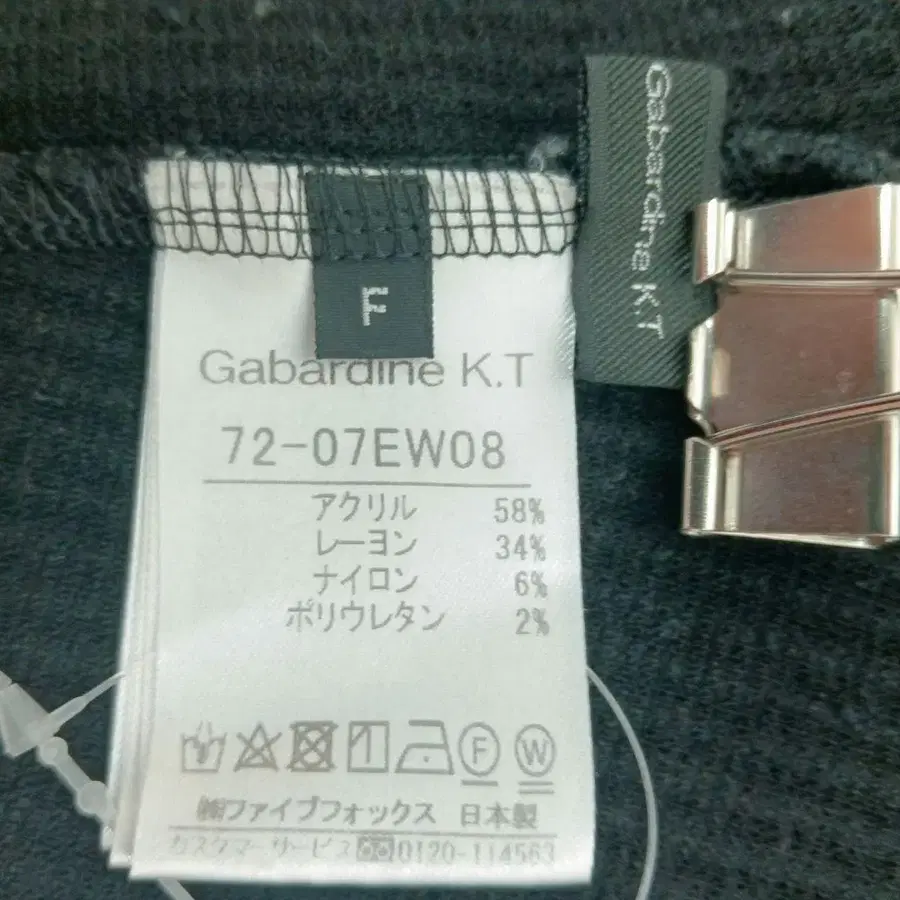 Gabardine K.T
F
Gabardine K.T
72-07EW08
アクリル 58%
レーヨン 34%
ナイロン 6%
ポリウレタン 2%
F W
㈱ファイブフォックス 日本製
カスタマーサービス 0120-114563